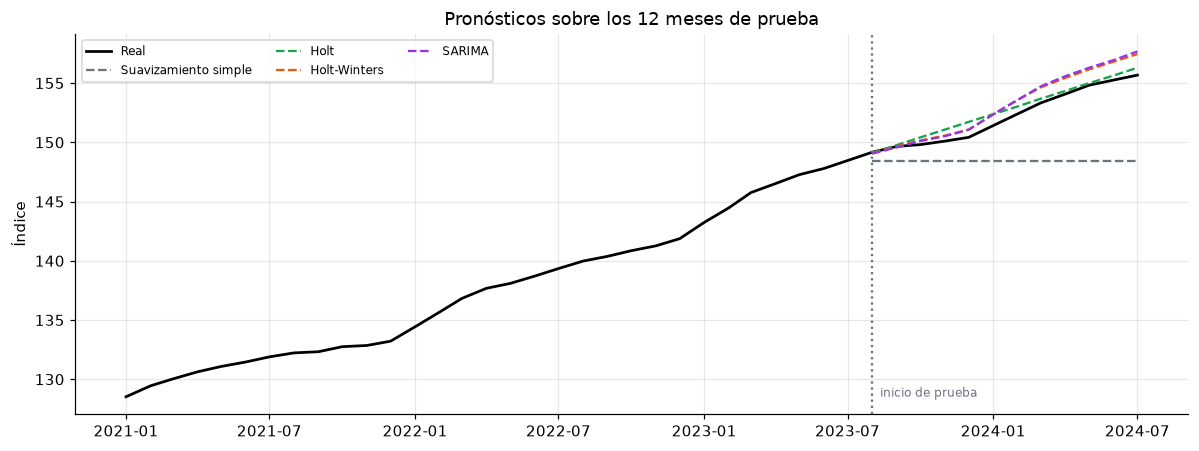 Pronósticos sobre los 12 meses de prueba
Real
Suavizamiento simple
Holt
Holt-Winters
SARIMA
Índice
155
150
145
140
135
130
inicio de prueba
2021-01 2021-07 2022-01 2022-07 2023-01 2023-07 2024-01 2024-07